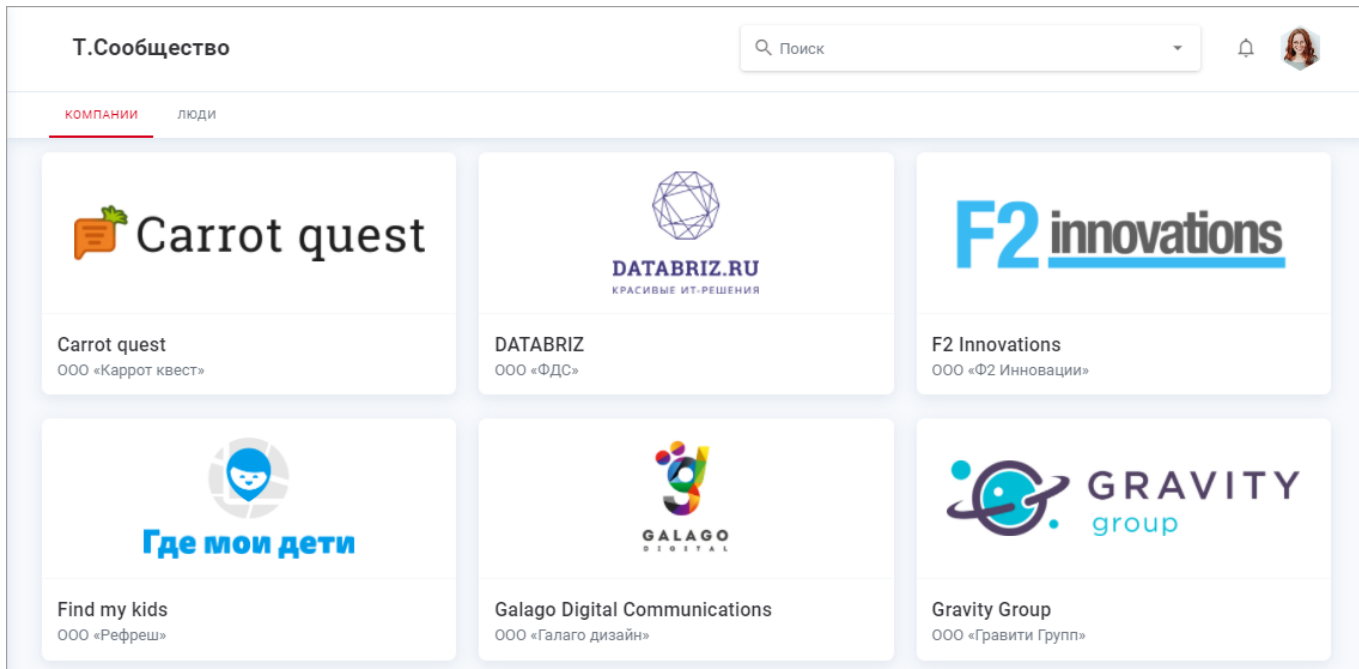 Т.Сообщество
Поиск
КОМПАНИИ
ЛЮДИ
Carrot quest
DATABRIZ.RU
КРАСИВЫЕ ИТ-РЕШЕНИЯ
F2 innovations
Carrot quest
ООО «Каррот квест»
DATABRIZ
ООО «ФДС»
F2 Innovations
ООО «Ф2 Инновации»
Где мои дети
GALAGO
DIGITAL
GRAVITY
group
Find my kids
ООО «Рефреш»
Galago Digital Communications
ООО «Галаго дизайн»
Gravity Group
ООО «Гравити Групп»